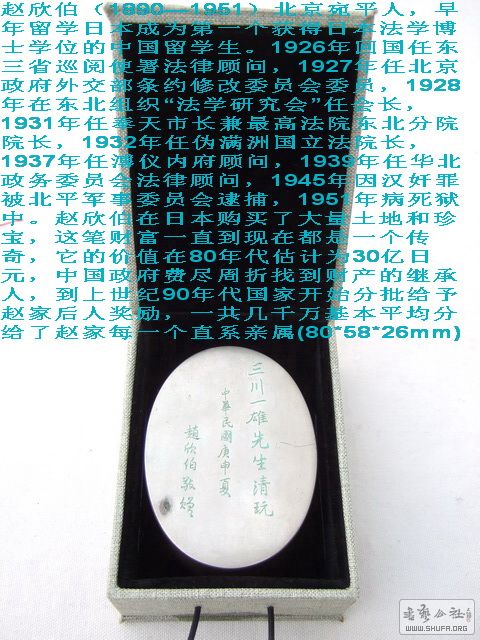 赵欣伯（1890－1951）北京宛平人，早
年留学日本成为第一个获得日本法学博
士学位的中国留学生。1926年回国任东
三省巡阅使署法律顾问，1927年任北京
政府外交部条约修改委员会委员，1928
年在东北组织“法学研究会”任会长，
1931年任奉天市长兼最高法院东北分院
院长，1932年任伪满洲国立法院长，
1937年任溥仪内府顾问，1939年任华北
政务委员会法律顾问，1945年因汉奸罪
被北平军事委员会逮捕，1951年病死狱
中。赵欣伯在日本购买了大量土地和珍
宝，这笔财富一直到现在都是一个传
奇，它的价值在80年代估计为30亿日
元，中国政府费尽周折找到财产的继承
人，到上世纪90年代国家开始分批给予
赵家后人奖励，一共几千万基本平均分
给了赵家每一个直系亲属(80*58*26mm)
三川一雄先生清玩
中華民國庚申夏
趙欣伯敬贈
書藝公社
WWW.SHUFA.ORG